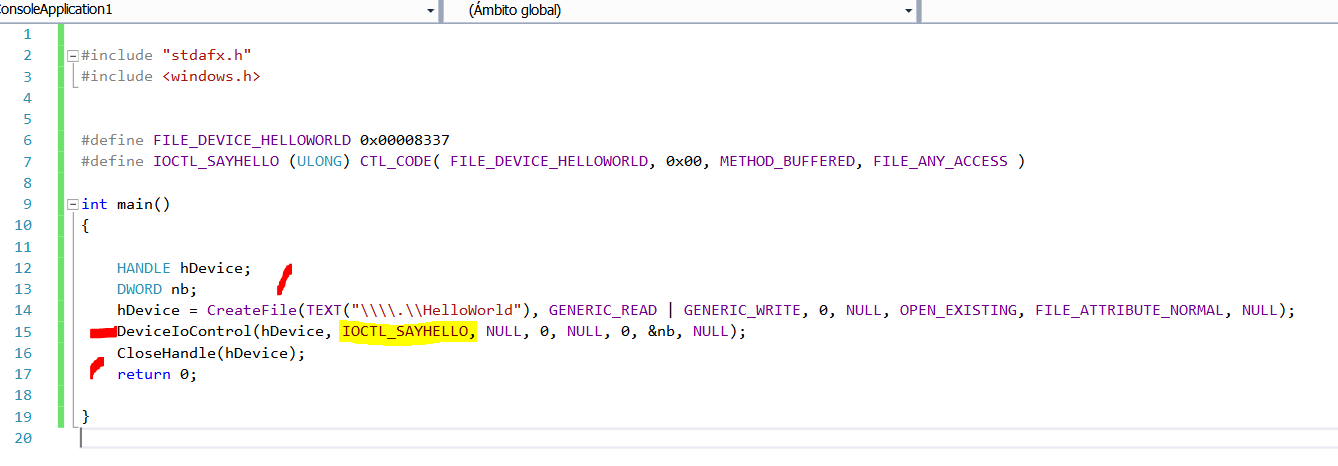 ConsoleApplication1 (Ámbito global)
1
2 #include "stdafx.h"
3 #include <windows.h>
4
5
6 #define FILE_DEVICE_HELLOWORLD 0x00008337
7 #define IOCTL_SAYHELLO (ULONG) CTL_CODE( FILE_DEVICE_HELLOWORLD, 0x00, METHOD_BUFFERED, FILE_ANY_ACCESS )
8
9 int main()
10 {
11
12 HANDLE hDevice;
13 DWORD nb;
14 hDevice = CreateFile(TEXT("\\\\.\\HelloWorld"), GENERIC_READ | GENERIC_WRITE, 0, NULL, OPEN_EXISTING, FILE_ATTRIBUTE_NORMAL, NULL);
15 DeviceIoControl(hDevice, IOCTL_SAYHELLO, NULL, 0, NULL, 0, &nb, NULL);
16 CloseHandle(hDevice);
17 return 0;
18
19 }
20